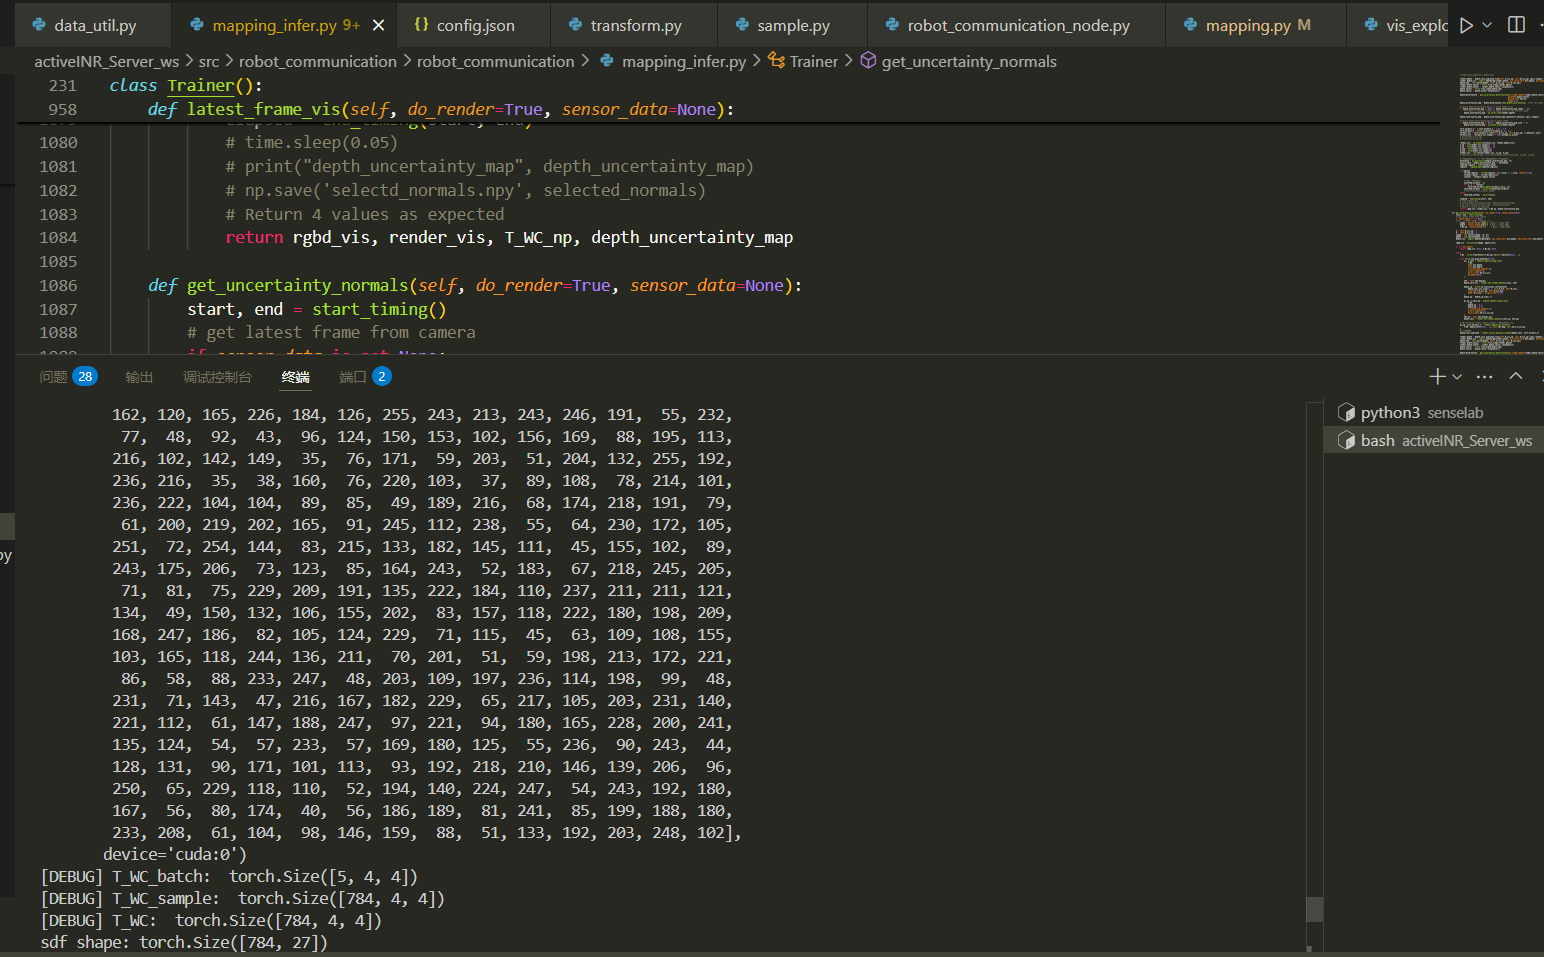 data_util.py mapping_infer.py 9+ config.json transform.py sample.py robot_communication_node.py mapping.py M vis_explo
activeINR_Server_ws > src > robot_communication > robot_communication > mapping_infer.py > Trainer > get_uncertainty_normals
231 class Trainer():
958 def latest_frame_vis(self, do_render=True, sensor_data=None):
1080 # time.sleep(0.05)
1081 # print("depth_uncertainty_map", depth_uncertainty_map)
1082 # np.save('selectd_normals.npy', selected_normals)
1083 # Return 4 values as expected
1084 return rgbd_vis, render_vis, T_WC_np, depth_uncertainty_map
1085
1086 def get_uncertainty_normals(self, do_render=True, sensor_data=None):
1087 start, end = start_timing()
1088 # get latest frame from camera
问题 28 输出 调试控制台 终端 端口 2
162, 120, 165, 226, 184, 126, 255, 243, 213, 243, 246, 191, 55, 232,
77, 48, 92, 43, 96, 124, 150, 153, 102, 156, 169, 88, 195, 113,
216, 102, 142, 149, 35, 76, 171, 59, 203, 51, 204, 132, 255, 192,
236, 216, 35, 38, 160, 76, 220, 103, 37, 89, 108, 78, 214, 101,
236, 222, 104, 104, 89, 85, 49, 189, 216, 68, 174, 218, 191, 79,
61, 200, 219, 202, 165, 91, 245, 112, 238, 55, 64, 230, 172, 105,
251, 72, 254, 144, 83, 215, 133, 182, 145, 111, 45, 155, 102, 89,
243, 175, 206, 73, 123, 85, 164, 243, 52, 183, 67, 218, 245, 205,
71, 81, 75, 229, 209, 191, 135, 222, 184, 110, 237, 211, 211, 121,
134, 49, 150, 132, 106, 155, 202, 83, 157, 118, 222, 180, 198, 209,
168, 247, 186, 82, 105, 124, 229, 71, 115, 45, 63, 109, 108, 155,
103, 165, 118, 244, 136, 211, 70, 201, 51, 59, 198, 213, 172, 221,
86, 58, 88, 233, 247, 48, 203, 109, 197, 236, 114, 198, 99, 48,
231, 71, 143, 47, 216, 167, 182, 229, 65, 217, 105, 203, 231, 140,
221, 112, 61, 147, 188, 247, 97, 221, 94, 180, 165, 228, 200, 241,
135, 124, 54, 57, 233, 57, 169, 180, 125, 55, 236, 90, 243, 44,
128, 131, 90, 171, 101, 113, 93, 192, 218, 210, 146, 139, 206, 96,
250, 65, 229, 118, 110, 52, 194, 140, 224, 247, 54, 243, 192, 180,
167, 56, 80, 174, 40, 56, 186, 189, 81, 241, 85, 199, 188, 180,
233, 208, 61, 104, 98, 146, 159, 88, 51, 133, 192, 203, 248, 102],
device='cuda:0')
[DEBUG] T_WC_batch: torch.Size([5, 4, 4])
[DEBUG] T_WC_sample: torch.Size([784, 4, 4])
[DEBUG] T_WC: torch.Size([784, 4, 4])
sdf shape: torch.Size([784, 27])
python3 senselab
bash activeINR_Server_ws
py